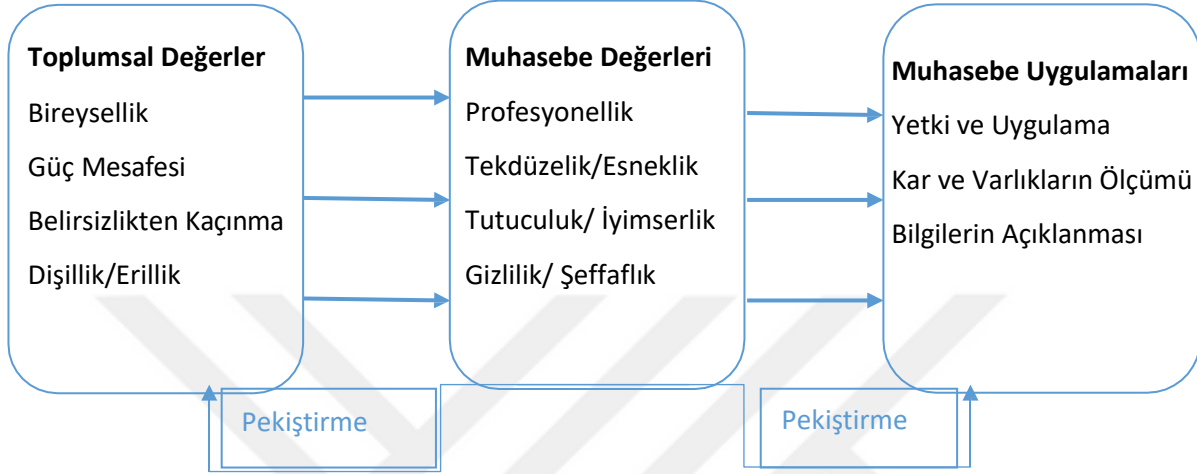 Toplumsal Değerler
Bireysellik
Güç Mesafesi
Belirsizlikten Kaçınma
Dişillik/Erillik
Muhasebe Değerleri
Profesyonellik
Tekdüzelik/Esneklik
Tutuculuk/ İyimserlik
Gizlilik/ Şeffaflık
Muhasebe Uygulamaları
Yetki ve Uygulama
Kar ve Varlıkların Ölçümü
Bilgilerin Açıklanması
Pekiştirme
Pekiştirme